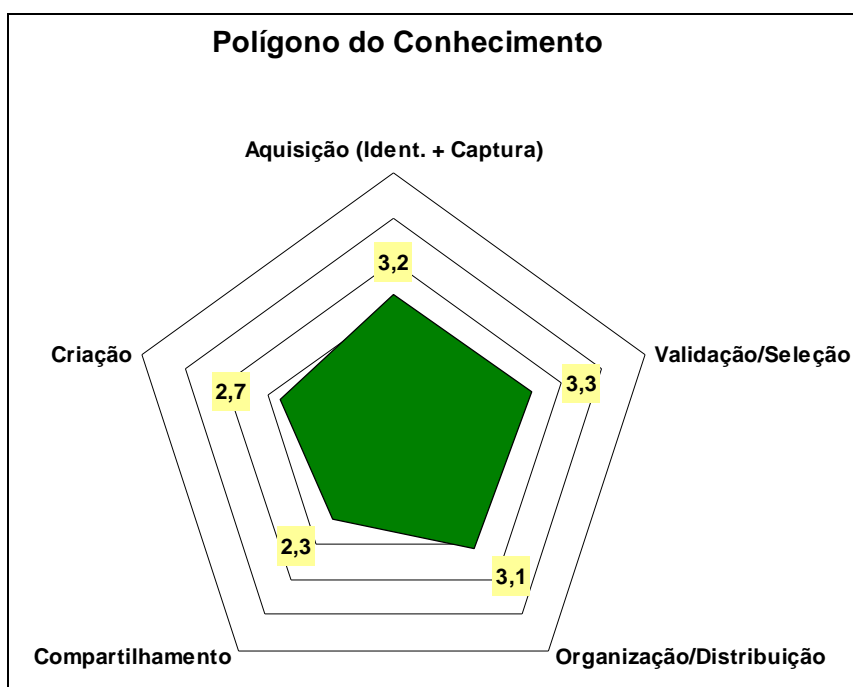 Polígono do Conhecimento
Aquisição (Ident. + Captura)
3,2
Criação
Validação/Seleção
2,7
3,3
2,3
3,1
Compartilhamento
Organização/Distribuição